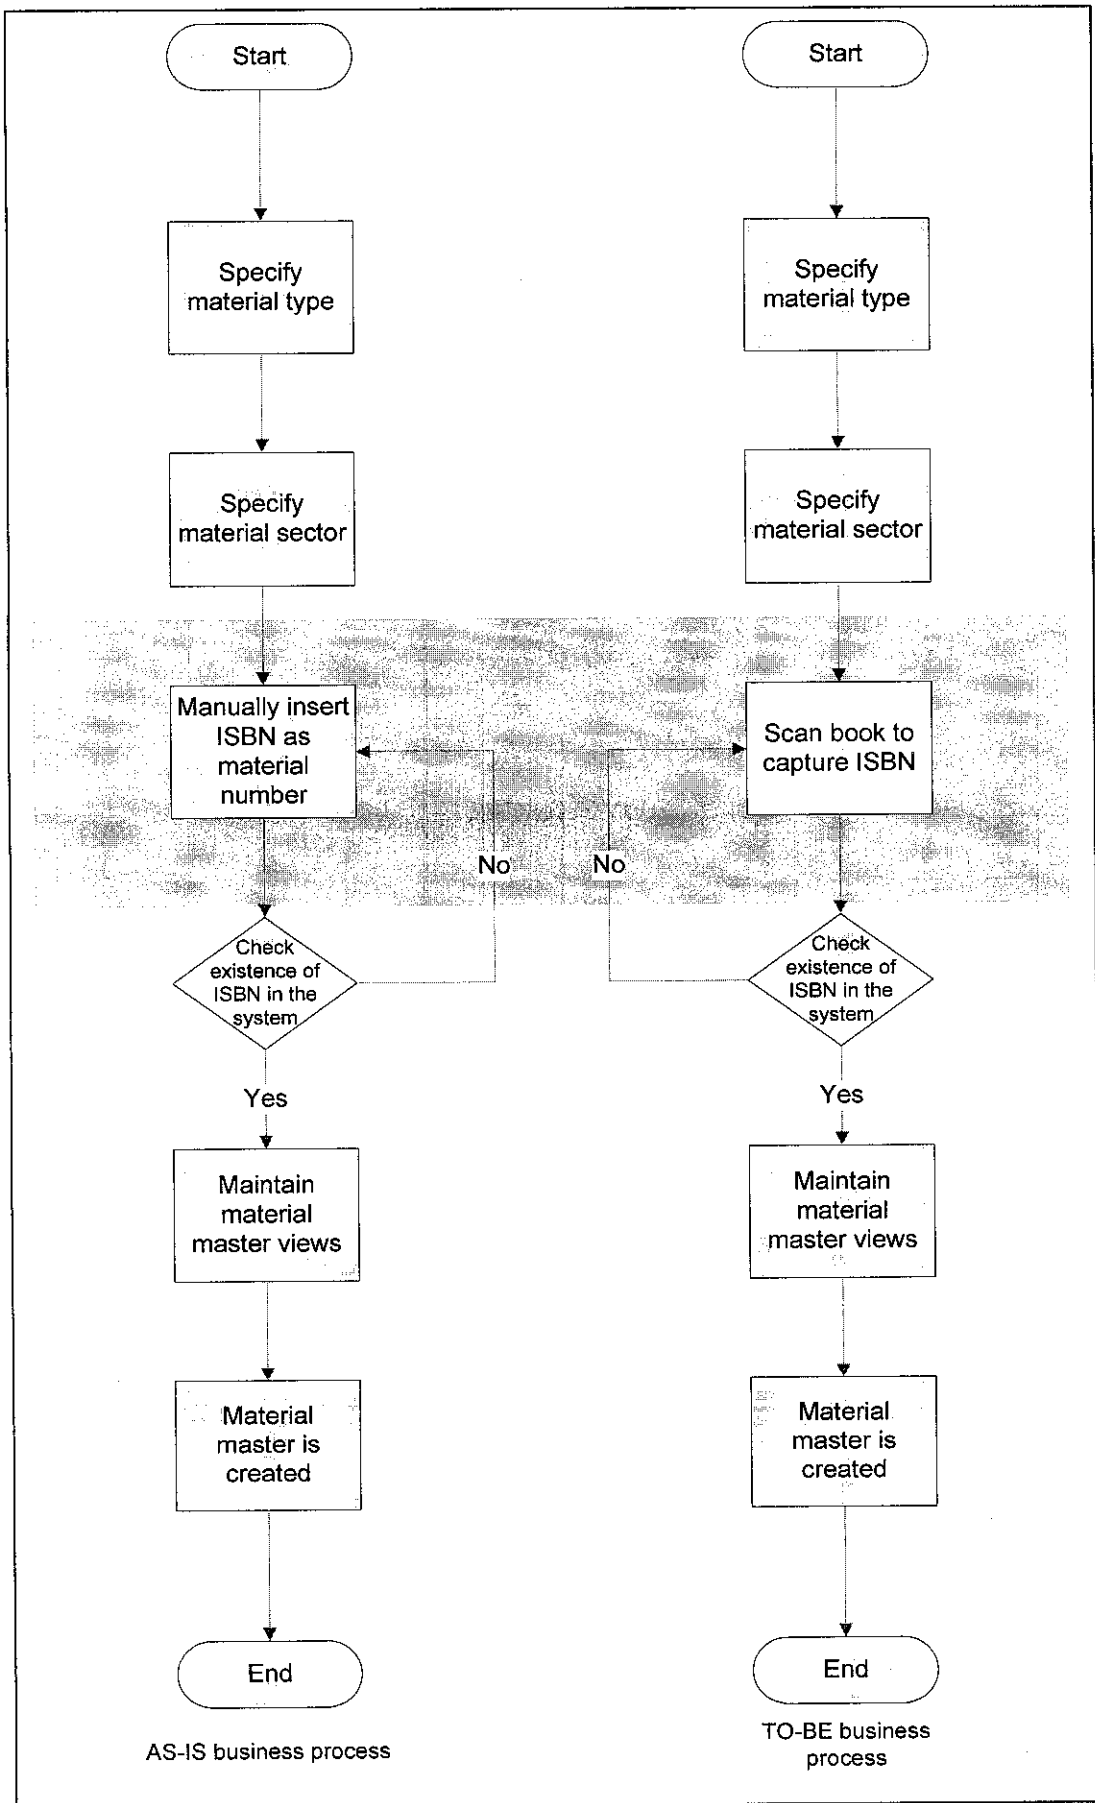 Start
Specify
material type
Specify
material sector
Manually insert
ISBN as
material
number
No
Check
existence of
ISBN in the
system
Yes
Maintain
material
master views
Material
master is
created
End
AS-IS business process
Start
Specify
material type
Specify
material sector
Scan book to
capture ISBN
No
Check
existence of
ISBN in the
system
Yes
Maintain
material
master views
Material
master is
created
End
TO-BE business
process